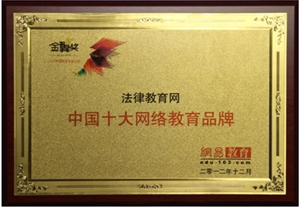 金翼奖
法律教育网
中国十大网络教育品牌
網易教育
edu·163.com
二零一二年十二月